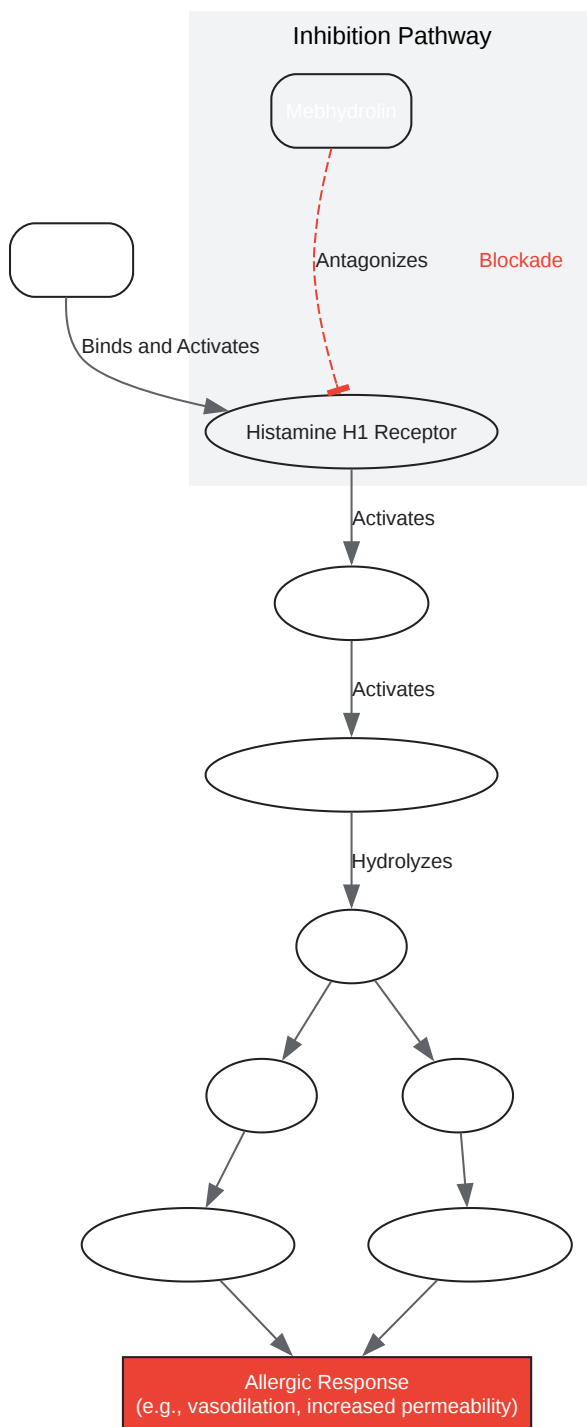 Inhibition Pathway
Mebhydrolin
Antagonizes
Blockade
Binds and Activates
Histamine H1 Receptor
Activates
Activates
Hydrolyzes
Allergic Response
(e.g., vasodilation, increased permeability)